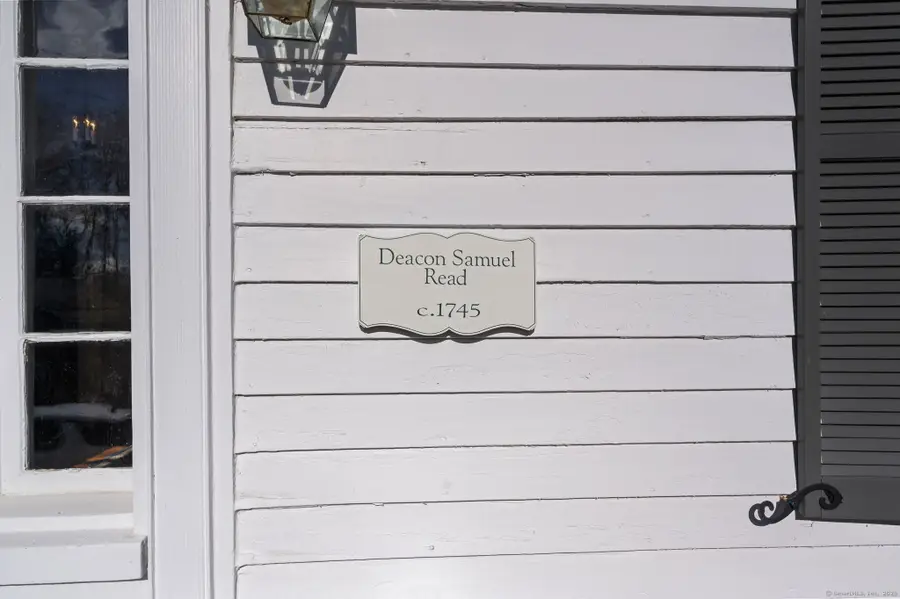 Deacon Samuel
Read
c.1745